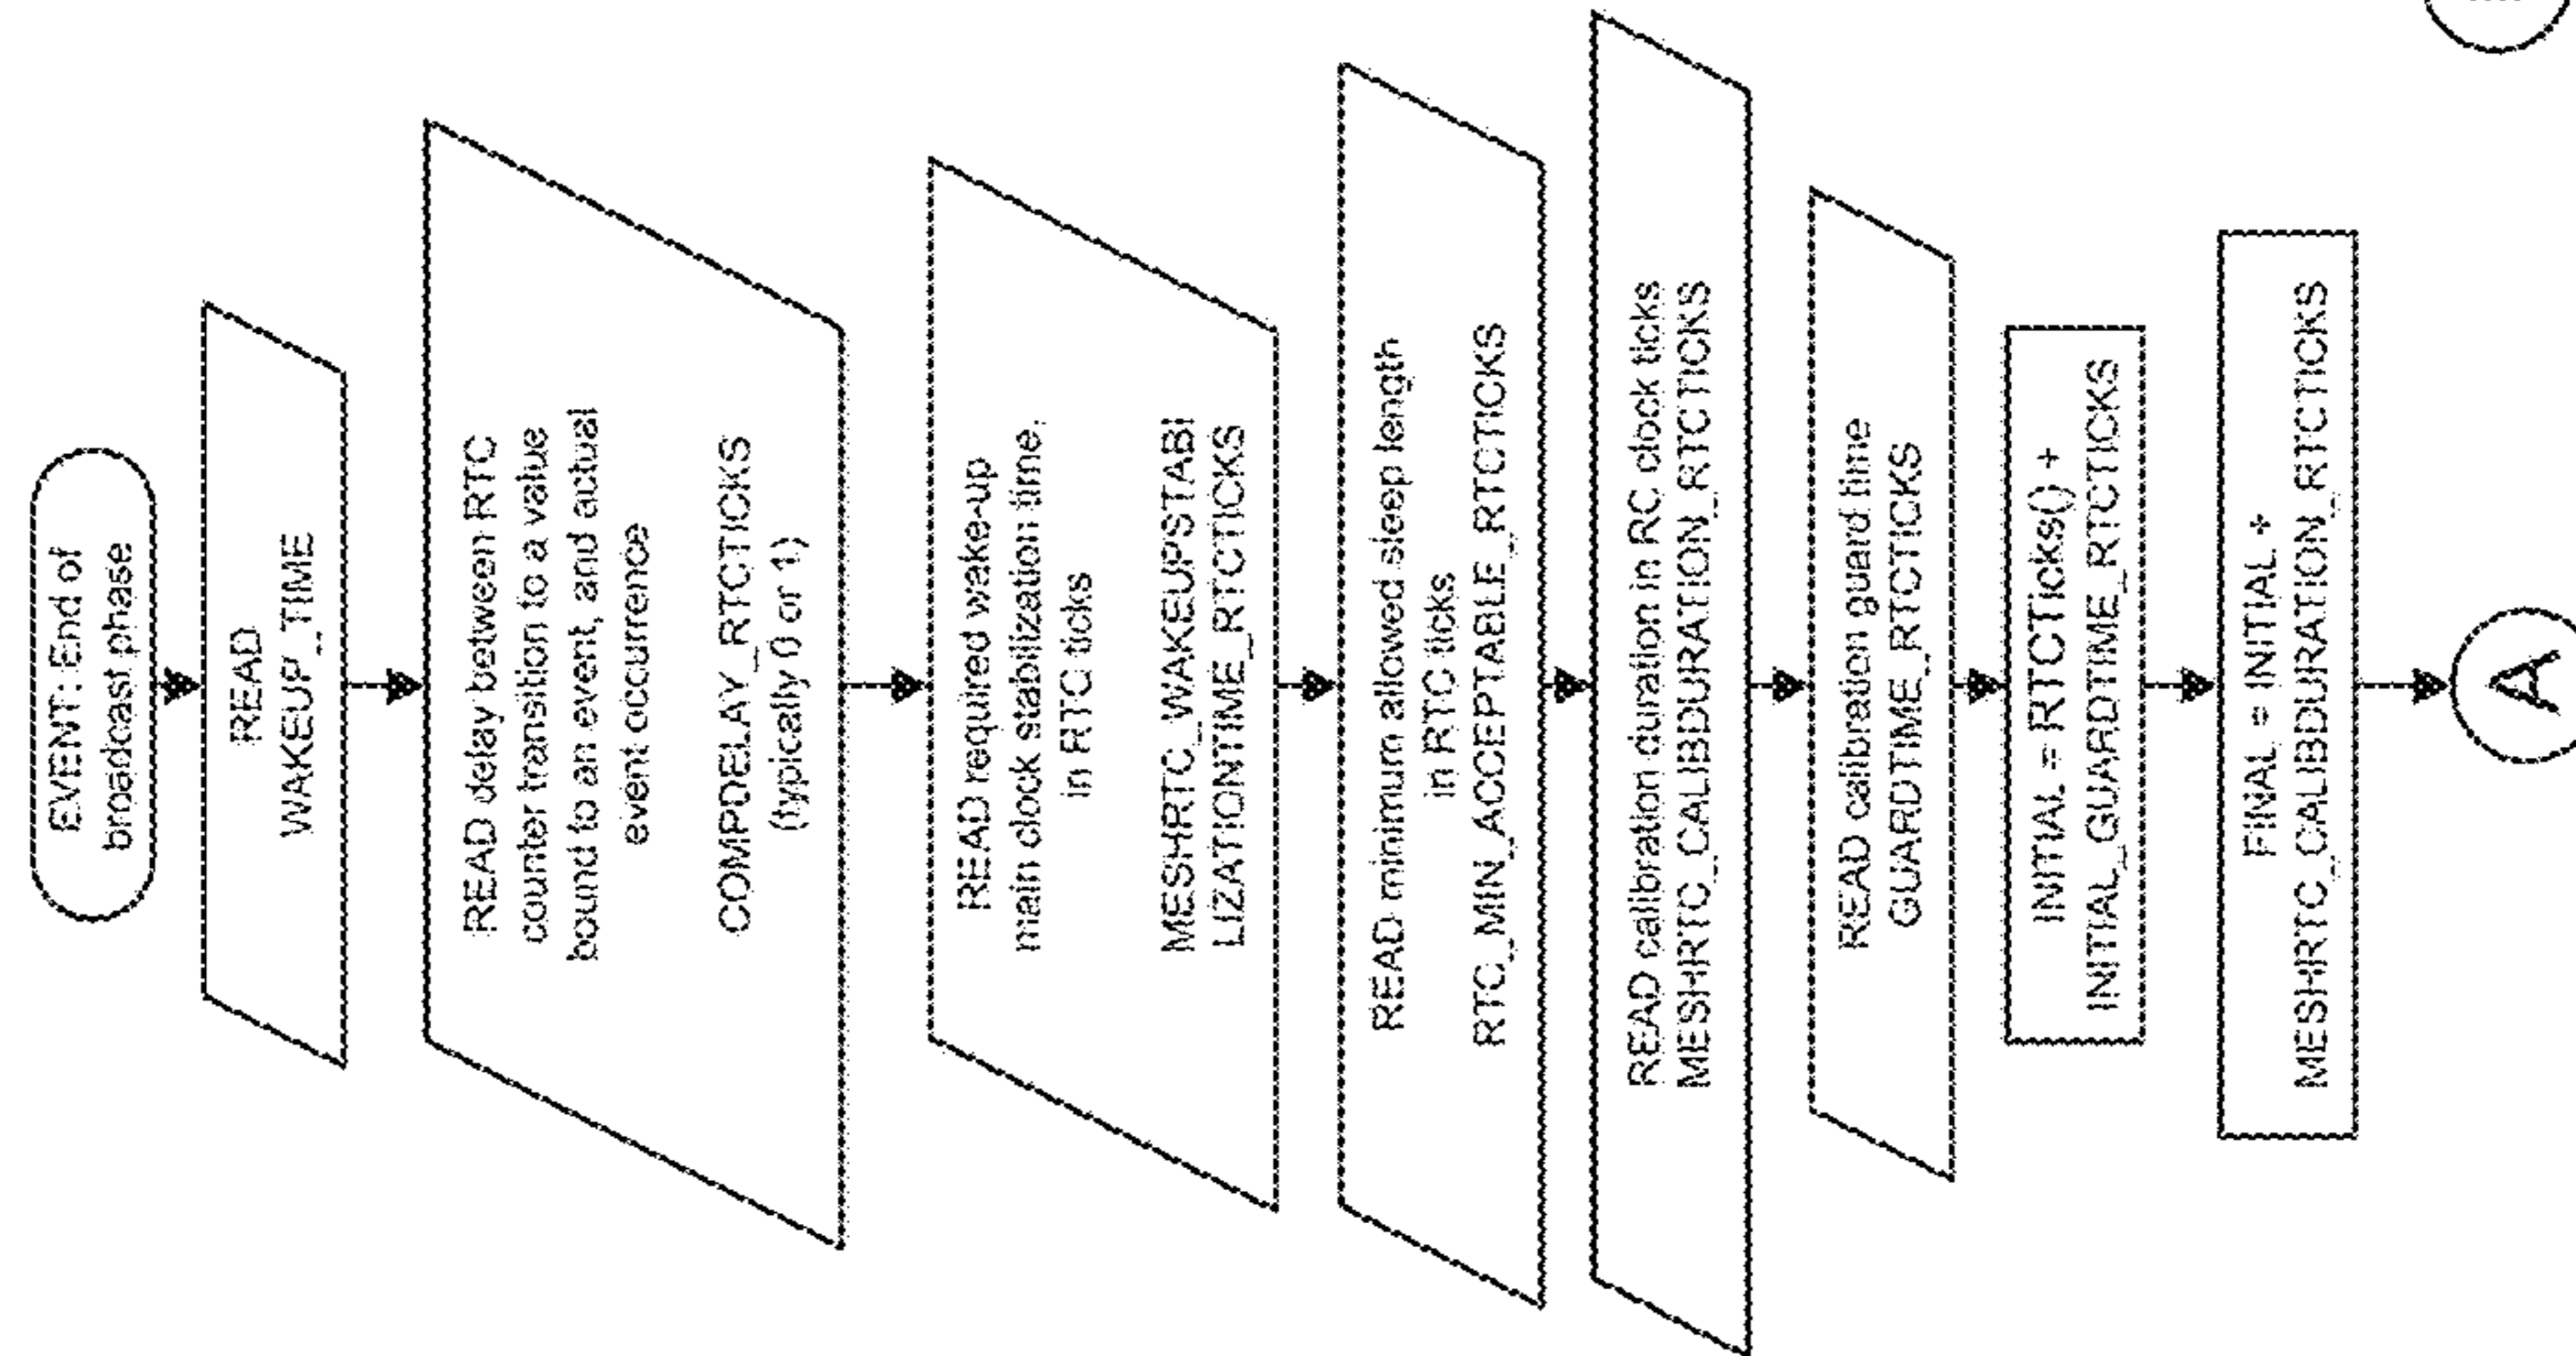 EVENT: End of
broadcast phase
READ
WAKEUP_TIME
READ delay between RTC
counter transition to a value
bound to an event, and actual
event occurrence
COMPDELAY_RTCTICKS
(typically 0 or 1)
READ required wake-up
main clock stabilization time,
in RTC ticks
MESHRTC_WAKEUPSTABI
LIZATIONTIME_RTCTICKS
READ minimum allowed sleep length
in RTC ticks
RTC_MIN_ACCEPTABLE_RTCTICKS
READ calibration duration in RC clock ticks
MESHRTC_CALIBDURATION_RTCTICKS
READ calibration guard time
GUARDTIME_RTCTICKS
INITIAL = RTCTicks() +
INITIAL_GUARDTIME_RTCTICKS
FINAL = INITIAL +
MESHRTC_CALIBDURATION_RTCTICKS
A